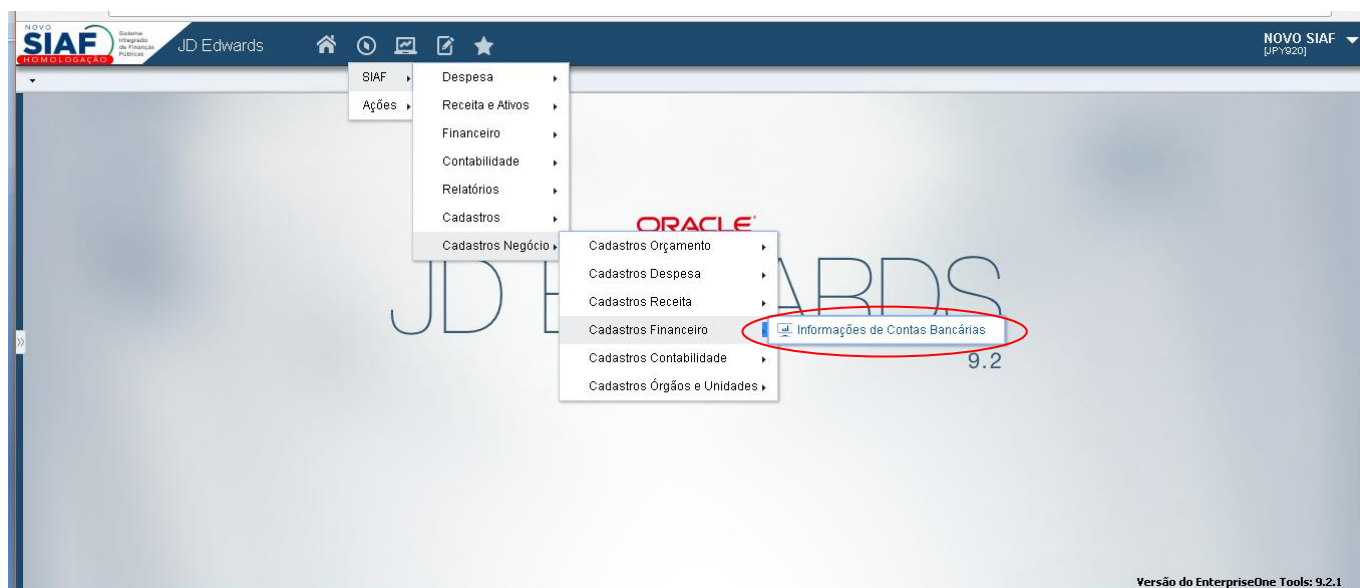 NOVO
SIAF
HOMOLOGAÇÃO
Sistema
Integrado
de Finanças
Públicas
JD Edwards
NOVO SIAF
[JPY920]
SIAF
Ações
Despesa
Receita e Ativos
Financeiro
Contabilidade
Relatórios
Cadastros
Cadastros Negócio
Cadastros Orçamento
Cadastros Despesa
Cadastros Receita
Cadastros Financeiro
Cadastros Contabilidade
Cadastros Órgãos e Unidades
Informações de Contas Bancárias
ORACLE
JD E WARDS
9.2
Versão do EnterpriseOne Tools: 9.2.1